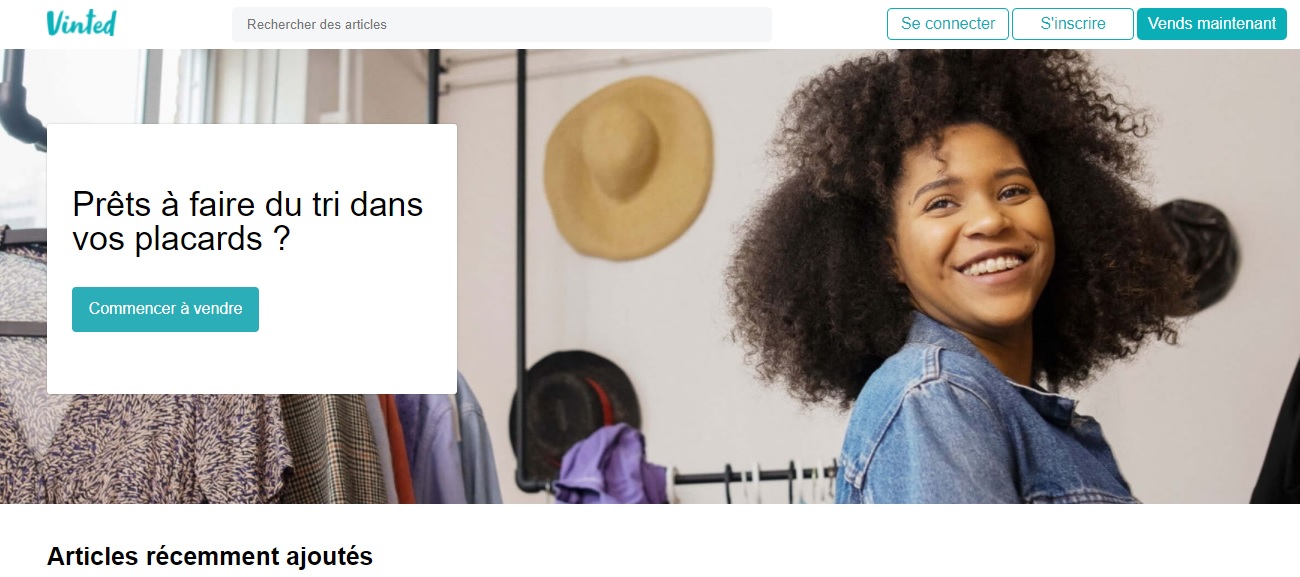 Vinted
Rechercher des articles
Se connecter
S'inscrire
Vends maintenant
Prêts à faire du tri dans
vos placards ?
Commencer à vendre
Articles récemment ajoutés